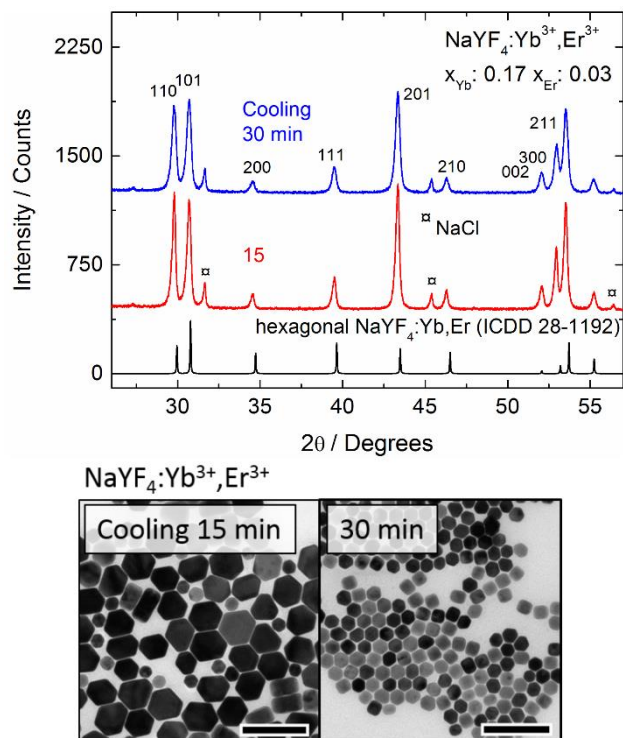 NaYF₄:Yb³⁺,Er³⁺
x_Yb: 0.17 x_Er: 0.03
2250
1500
750
0
Intensity / Counts
110
101
Cooling
30 min
200
111
201
210
002
300
211
¤ NaCl
15
¤
¤
¤
hexagonal NaYF₄:Yb,Er (ICDD 28-1192)
30 35 40 45 50 55
2θ / Degrees
NaYF₄:Yb³⁺,Er³⁺
Cooling 15 min
30 min